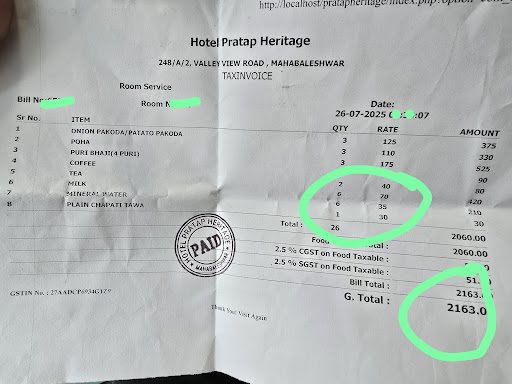 http://localhost/pratapheritage/index.php?option=com_
Hotel Pratap Heritage
248/A/2, VALLEY VIEW ROAD , MAHABALESHWAR
TAXINVOICE
Room Service
Bill No Room N Date:
26-07-2025 :07
Sr No. ITEM QTY RATE AMOUNT
1 ONION PAKODA/PATATO PAKODA 3 125 375
2 POHA 3 110 330
3 PURI BHAJI(4 PURI) 3 175 525
4 COFFEE 90
5 TEA 2 40 80
6 MILK 6 70 420
7 MINERAL WATER 6 35 210
8 PLAIN CHAPATI TAWA 1 30 30
Total : 26 2060.00
Food Total : 2060.00
2.5 % CGST on Food Taxable :
2.5 % SGST on Food Taxable : 51.
Bill Total : 2163.0
G. Total : 2163.0
HOTEL PRATAP HERITAGE
PAID
MAHABALESHWAR
GSTIN No. : 27AADCP6934G1Z9
Thank You Visit Again